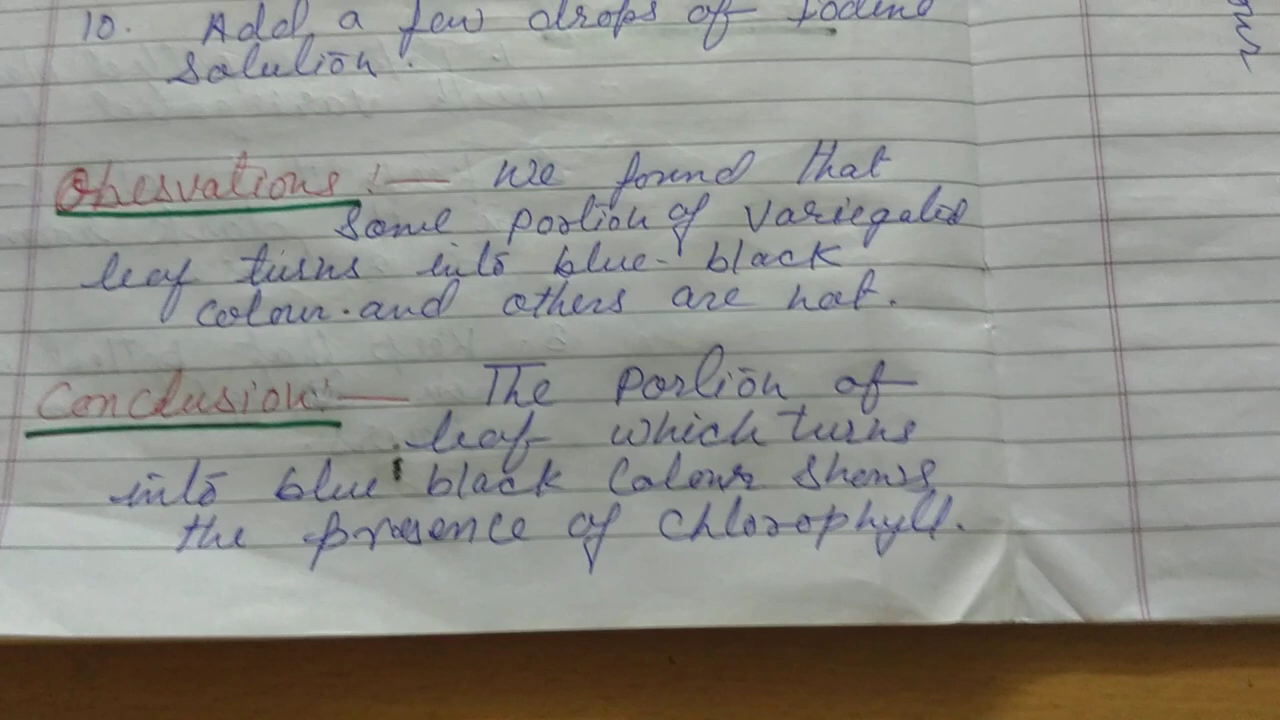 10. Add a few drops of Iodine
solution.
Observations :— We found that
some portion of variegated
leaf turns into blue-black
colour and others are not.
Conclusion :— The portion of
leaf which turns
into blue black Colour shows
the presence of chlorophyll.